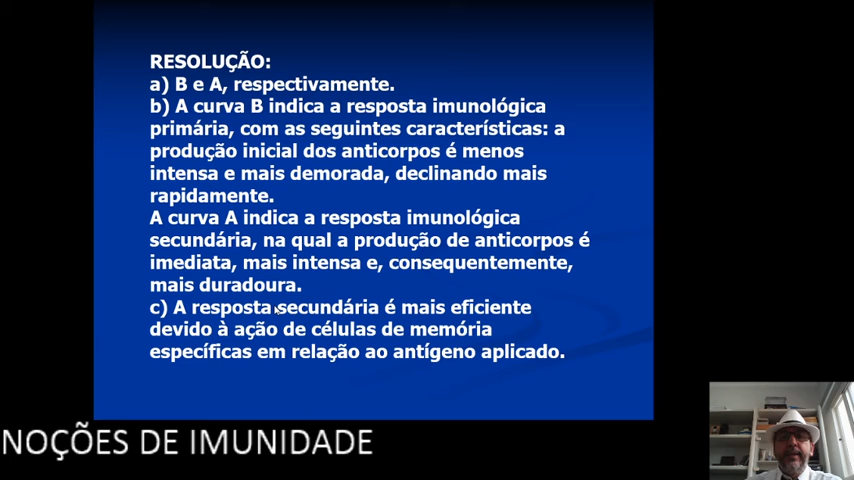 RESOLUÇÃO:
a) B e A, respectivamente.
b) A curva B indica a resposta imunológica
primária, com as seguintes características: a
produção inicial dos anticorpos é menos
intensa e mais demorada, declinando mais
rapidamente.
A curva A indica a resposta imunológica
secundária, na qual a produção de anticorpos é
imediata, mais intensa e, consequentemente,
mais duradoura.
c) A resposta secundária é mais eficiente
devido à ação de células de memória
específicas em relação ao antígeno aplicado.
NOÇÕES DE IMUNIDADE